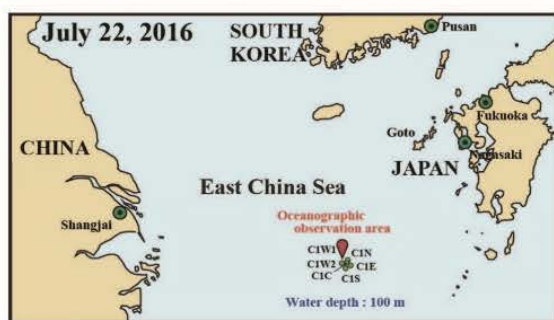 July 22, 2016
SOUTH
KOREA
Pusan
Fukuoka
Goto
Nagasaki
CHINA
JAPAN
East China Sea
Shangjai
Oceanographic
observation area
C1W1
C1N
C1W2
C1E
C1C
C1S
Water depth : 100 m